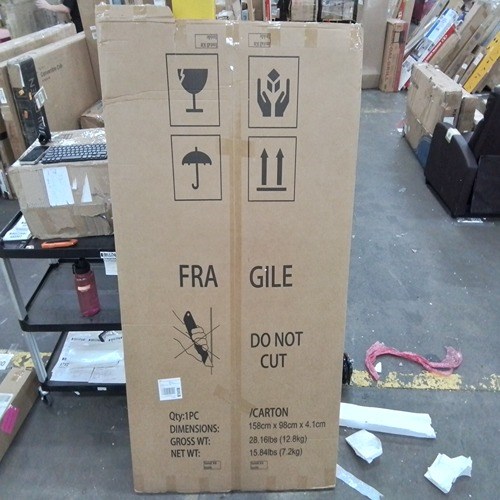 FRA GiLE
DO NOT
CUT
Qty:1PC /CARTON
DIMENSIONS: 158cm x 98cm x 4.1cm
GROSS WT: 28.16lbs (12.8kg)
NET WT: 15.84lbs (7.2kg)